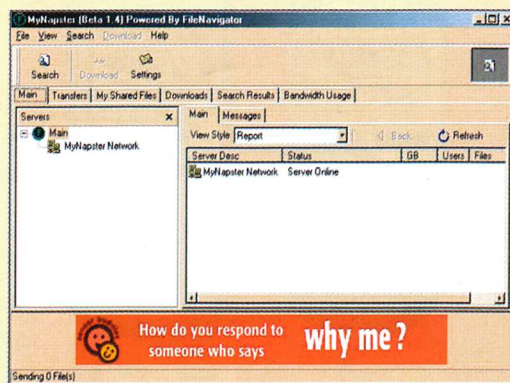 MyNapster (Beta 1.4) Powered By FileNavigator
File View Search Download Help
Search Download Settings
Main Transfers My Shared Files Downloads Search Results Bandwidth Usage
Servers x
Main
MyNapster Network
Main Messages
View Style Report Back Refresh
Server Desc Status GB Users Files
MyNapster Network Server Online
How do you respond to
someone who says
why me?
Sending 0 File(s)